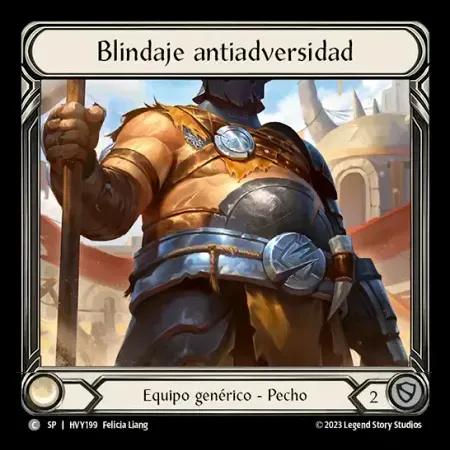 Blindaje antiadversidad
Equipo genérico - Pecho
2
C SP | HVY199 Felicia Liang
© 2023 Legend Story Studios